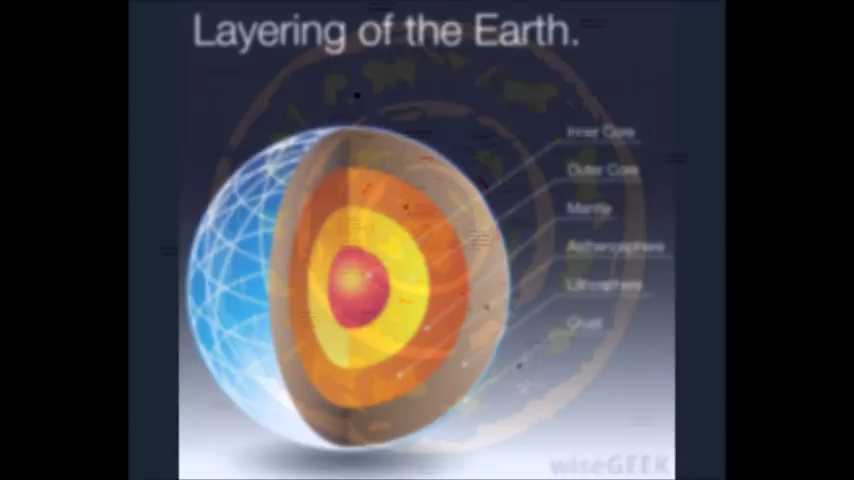 Layering of the Earth.
Inner Core
Outer Core
Mantle
Asthenosphere
Lithosphere
Crust
wiseGEEK